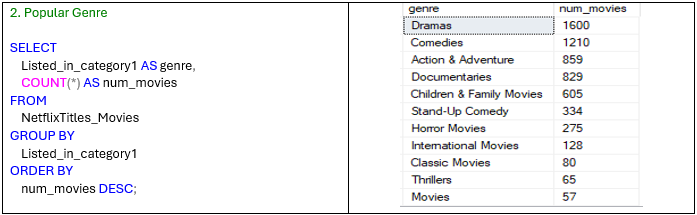 2. Popular Genre
SELECT
Listed_in_category1 AS genre,
COUNT(*) AS num_movies
FROM
NetflixTitles_Movies
GROUP BY
Listed_in_category1
ORDER BY
num_movies DESC;
genre num_movies
Dramas 1600
Comedies 1210
Action & Adventure 859
Documentaries 829
Children & Family Movies 605
Stand-Up Comedy 334
Horror Movies 275
International Movies 128
Classic Movies 80
Thrillers 65
Movies 57